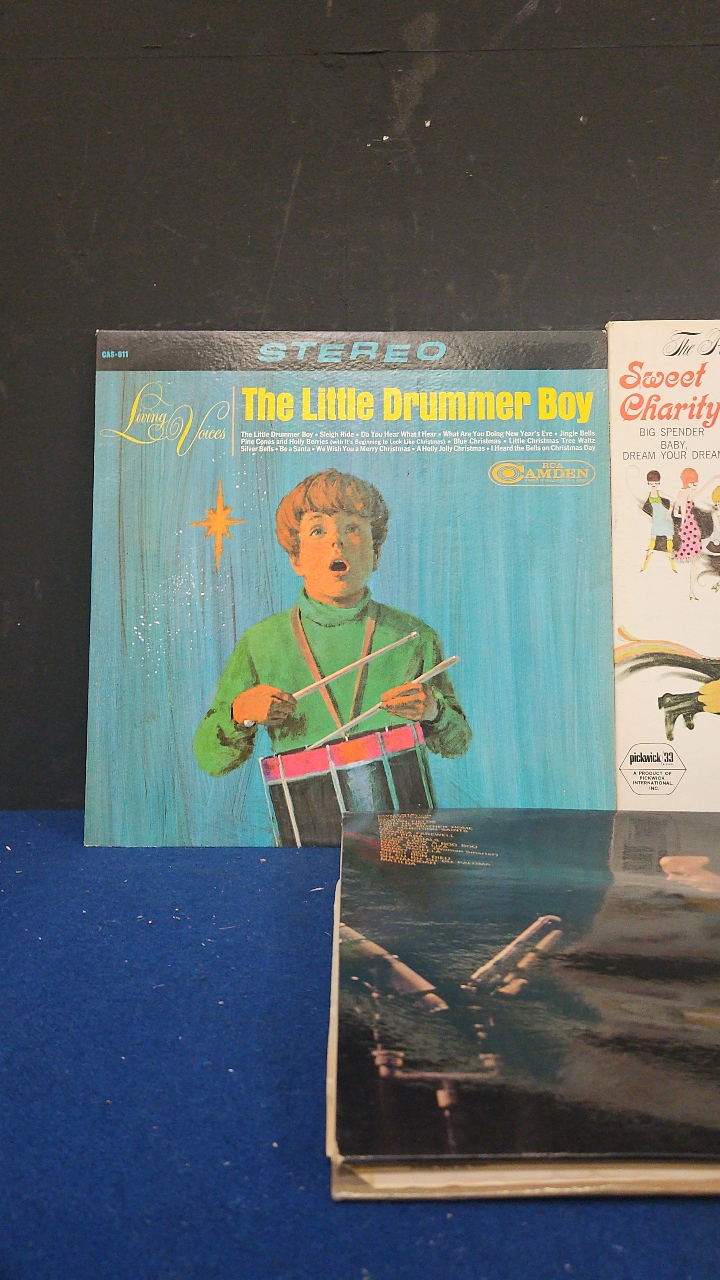 CAS-911
STEREO
Living Voices
The Little Drummer Boy
The Little Drummer Boy • Sleigh Ride • Do You Hear What I Hear • What Are You Doing New Year's Eve • Jingle Bells
Pine Cones and Holly Berries (with It's Beginning to Look Like Christmas) • Blue Christmas • Little Christmas Tree Waltz
Silver Bells • Be a Santa • We Wish You a Merry Christmas • A Holly Jolly Christmas • I Heard the Bells on Christmas Day
RCA
CAMDEN
The
Sweet
Charity
BIG SPENDER
BABY,
DREAM YOUR DREAM
pickwick/33
A PRODUCT OF
PICKWICK
INTERNATIONAL,
INC.